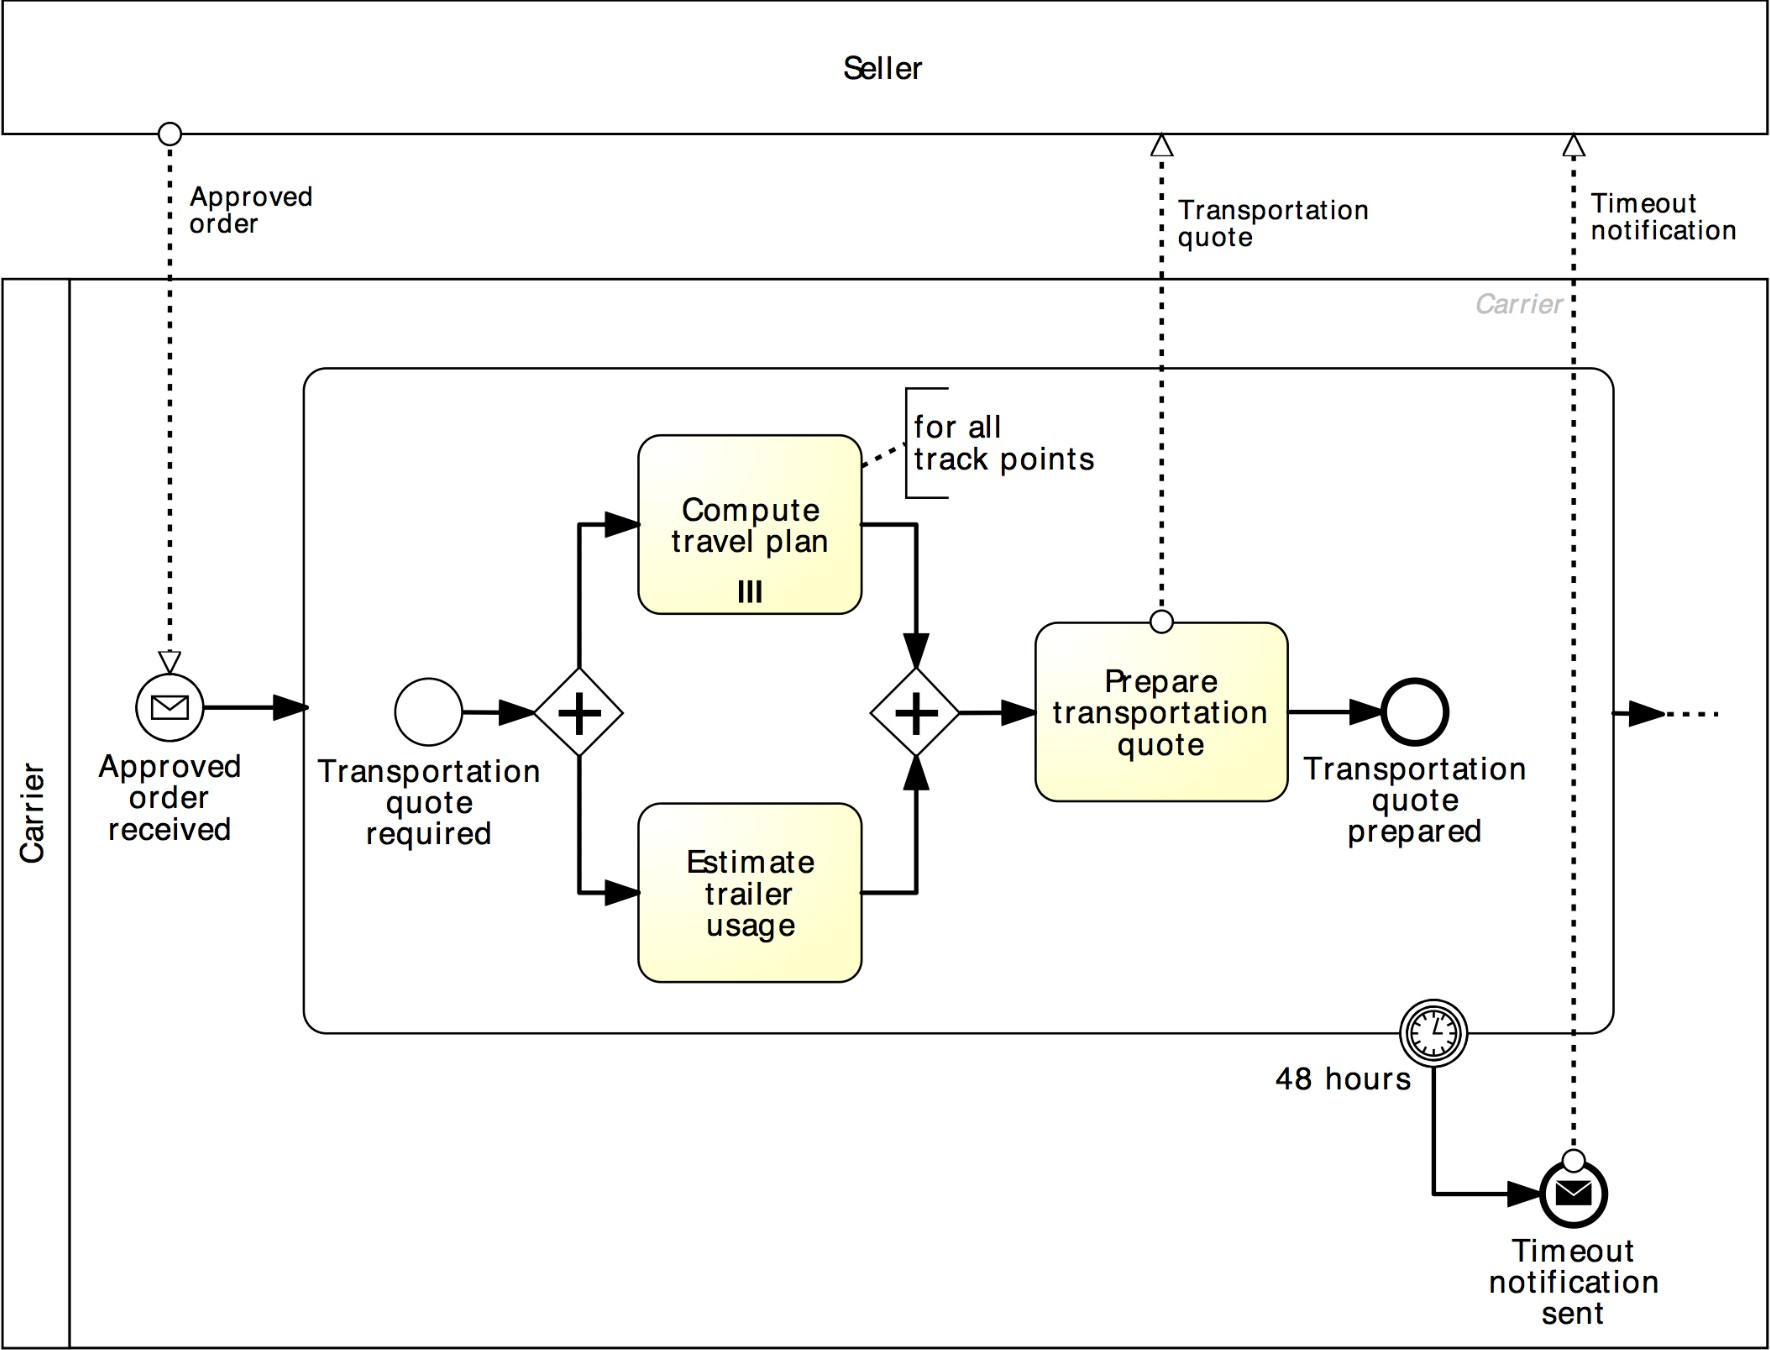 Seller
Approved
order
Transportation
quote
Timeout
notification
Carrier
Carrier
for all
track points
Compute
travel plan
Approved
order
received
Transportation
quote
required
Prepare
transportation
quote
Transportation
quote
prepared
Estimate
trailer
usage
48 hours
Timeout
notification
sent